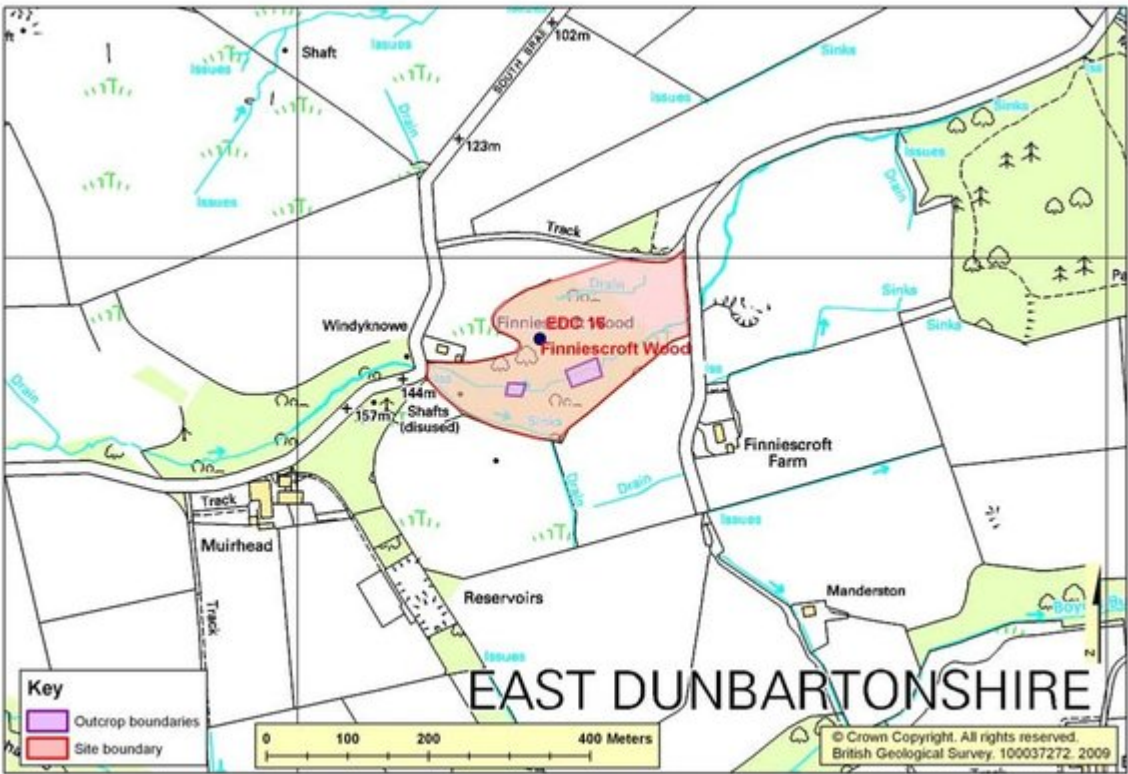 102m
SOUTH BRAE
Issues
Shaft
Issues
Sinks
Issues
Drain
Sinks
123m
Issues
Issues
Issues
Drain
Track
Drain
Sinks
Windyknowe
EDC 16
Finniescroft Wood
Sinks
Drain
144m
157m
Shafts
(disused)
Sinks
Finniescroft
Farm
Drain
Drain
Track
Issues
Muirhead
Reservoirs
Manderston
Track
Issues
EAST DUNBARTONSHIRE
Key
Outcrop boundaries
Site boundary
0 100 200 400 Meters
© Crown Copyright. All rights reserved.
British Geological Survey. 100037272. 2009
Track